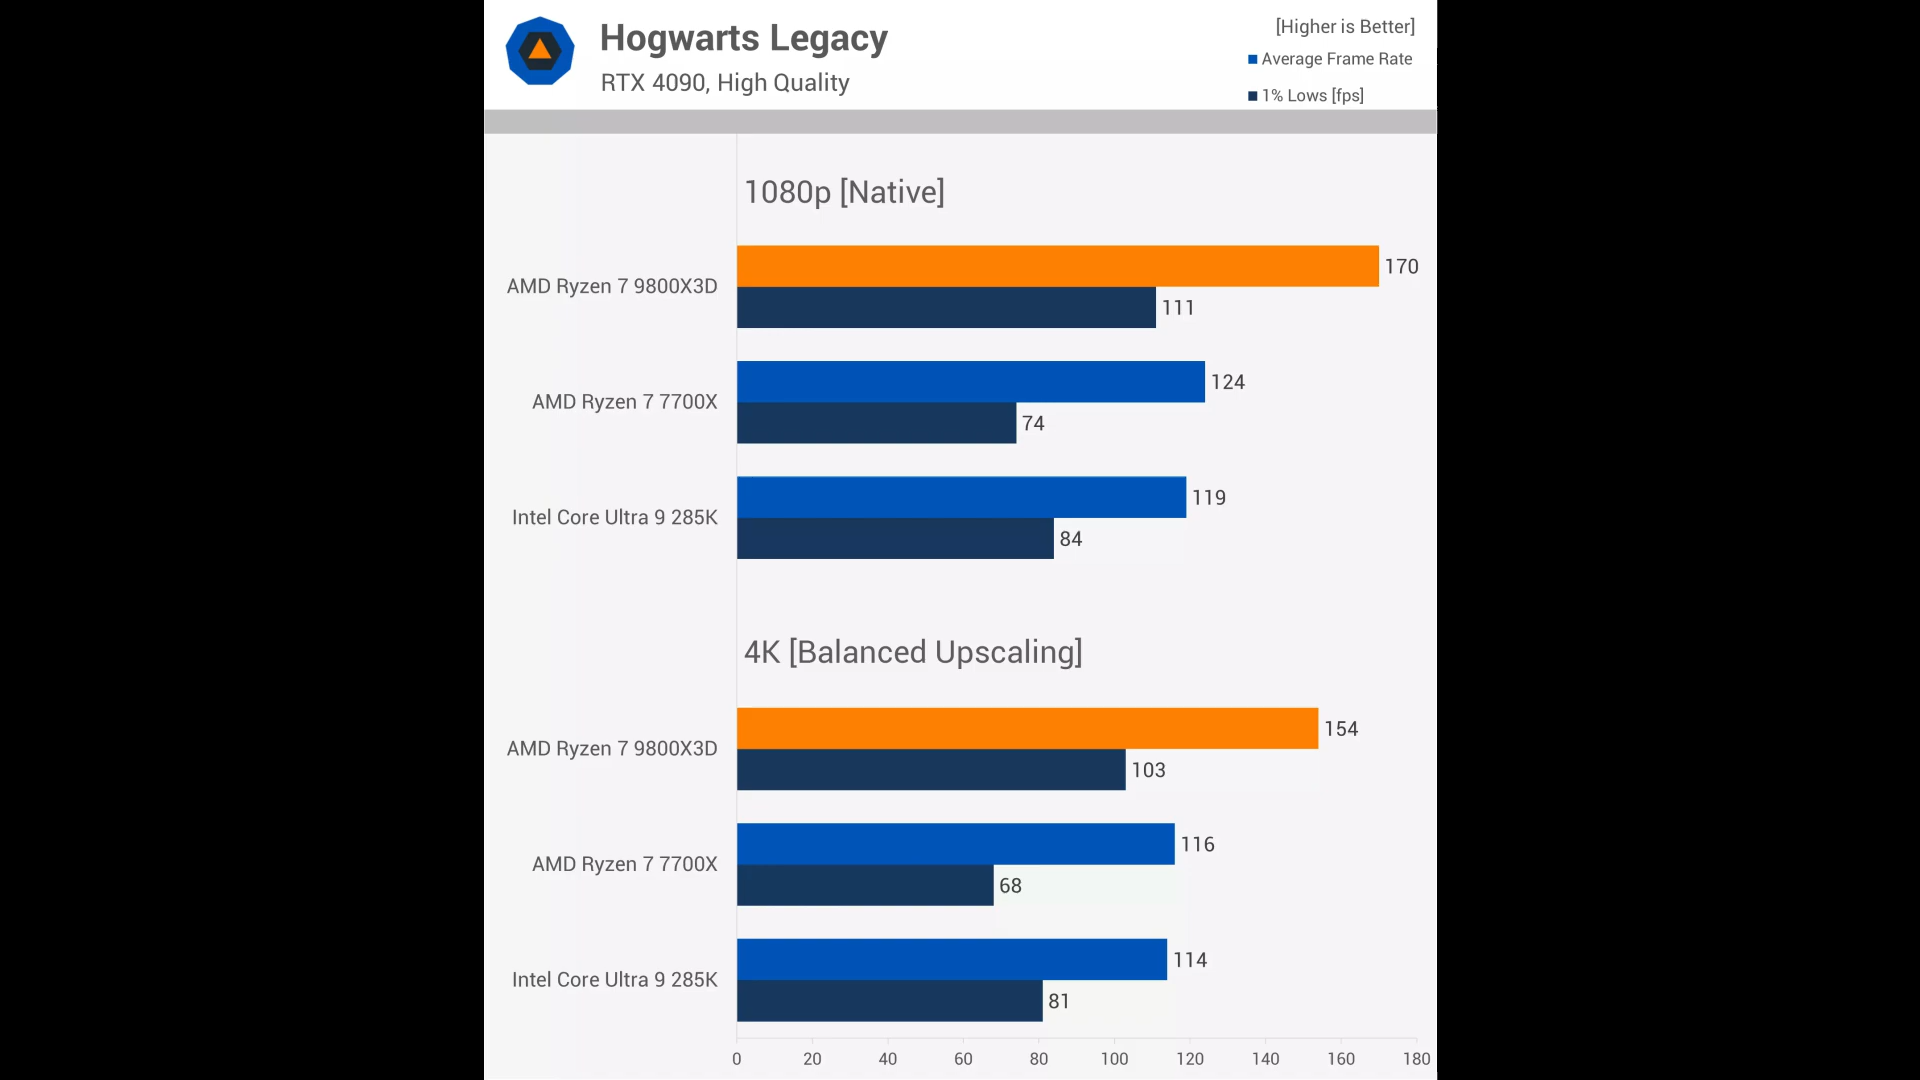 Hogwarts Legacy
RTX 4090, High Quality
[Higher is Better]
Average Frame Rate
1% Lows [fps]
1080p [Native]
AMD Ryzen 7 9800X3D
170
111
AMD Ryzen 7 7700X
124
74
Intel Core Ultra 9 285K
119
84
4K [Balanced Upscaling]
AMD Ryzen 7 9800X3D
154
103
AMD Ryzen 7 7700X
116
68
Intel Core Ultra 9 285K
114
81
0 20 40 60 80 100 120 140 160 180